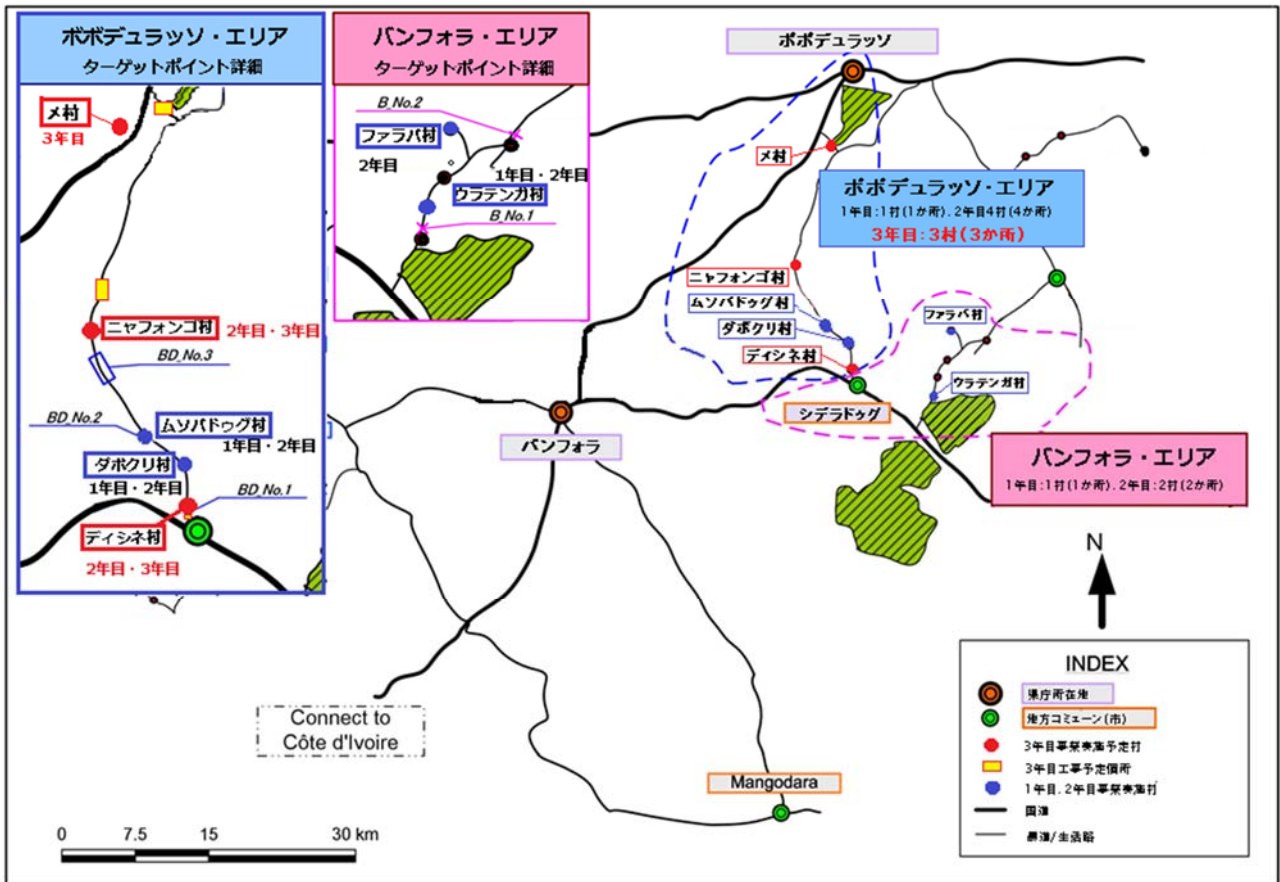 ボボデュラッソ・エリア
ターゲットポイント詳細
メ村
3年目
ニャフォンゴ村
2年目・3年目
BD_No.3
BD_No.2
ムソバドゥグ村
1年目・2年目
ダボクリ村
1年目・2年目
BD_No.1
ディシネ村
2年目・3年目
バンフォラ・エリア
ターゲットポイント詳細
B_No.2
ファラバ村
2年目
1年目・2年目
ウラテンガ村
B_No.1
ボボデュラッソ
メ村
ボボデュラッソ・エリア
1年目:1村(1か所). 2年目4村(4か所)
3年目:3村(3か所)
ニャフォンゴ村
ムソバドゥグ村
ダボクリ村
ディシネ村
ファラバ村
ウラテンガ村
シデラドゥグ
バンフォラ
バンフォラ・エリア
1年目:1村(1か所). 2年目:2村(2か所)
N
Connect to
Côte d'Ivoire
Mangodara
0 7.5 15 30 km
INDEX
県庁所在地
地方コミューン(市)
3年目事業実施予定村
3年目工事予定個所
1年目. 2年目事業実施村
国道
県道/生活路